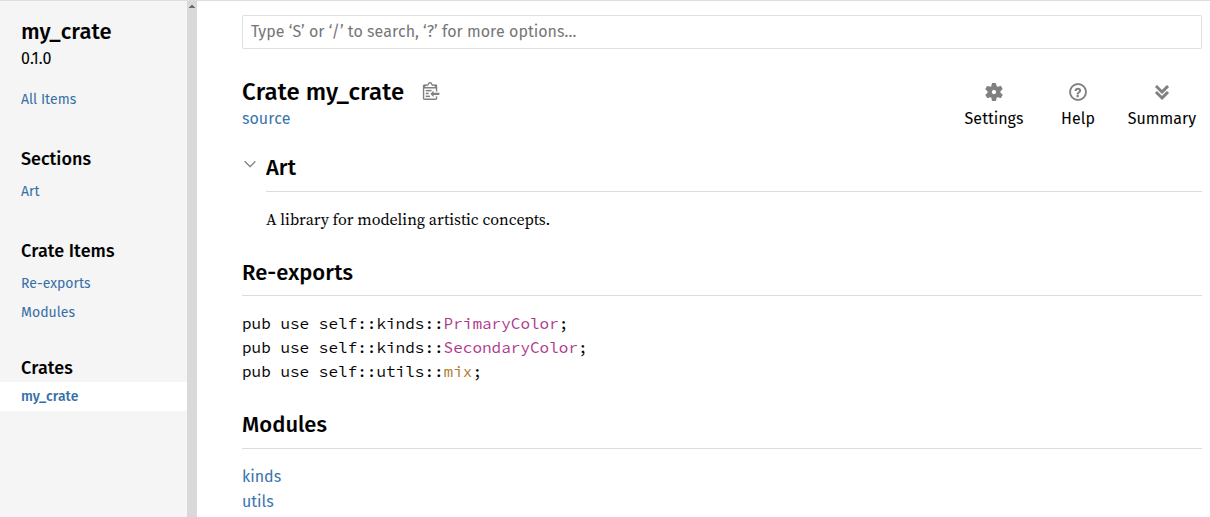 my_crate
0.1.0
All Items
Sections
Art
Crate Items
Re-exports
Modules
Crates
my_crate
Type ‘S’ or ‘/’ to search, ‘?’ for more options…
Crate my_crate
source
Settings
Help
Summary
Art
A library for modeling artistic concepts.
Re-exports
pub use self::kinds::PrimaryColor;
pub use self::kinds::SecondaryColor;
pub use self::utils::mix;
Modules
kinds
utils